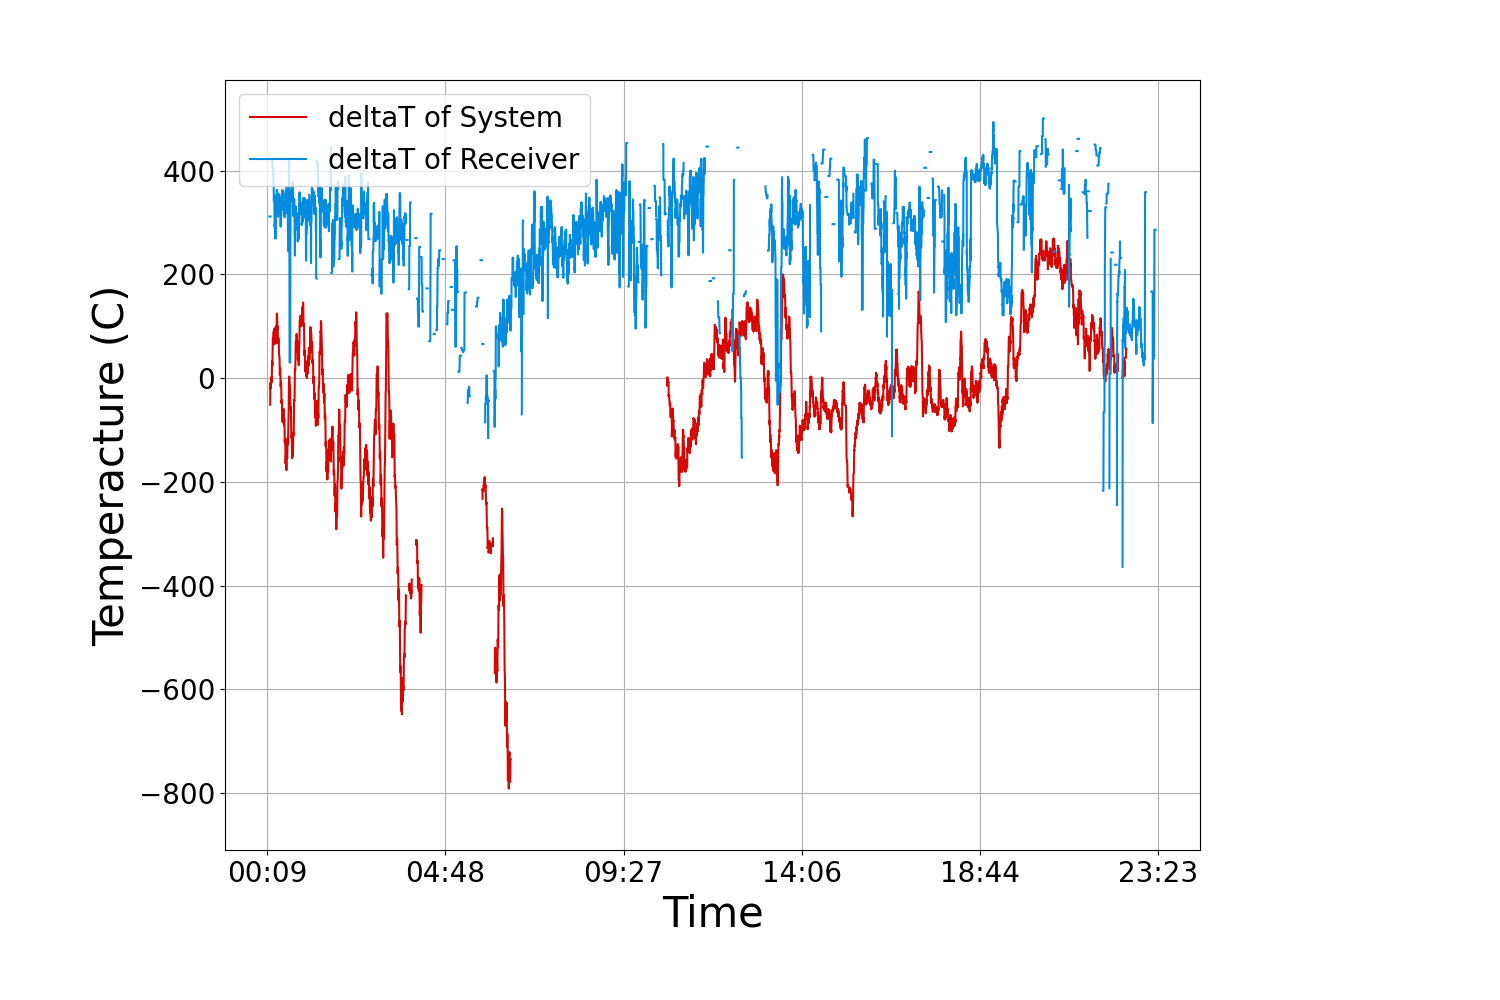 deltaT of System
deltaT of Receiver
400
200
0
−200
−400
−600
−800
Temperacture (C)
00:09 04:48 09:27 14:06 18:44 23:23
Time